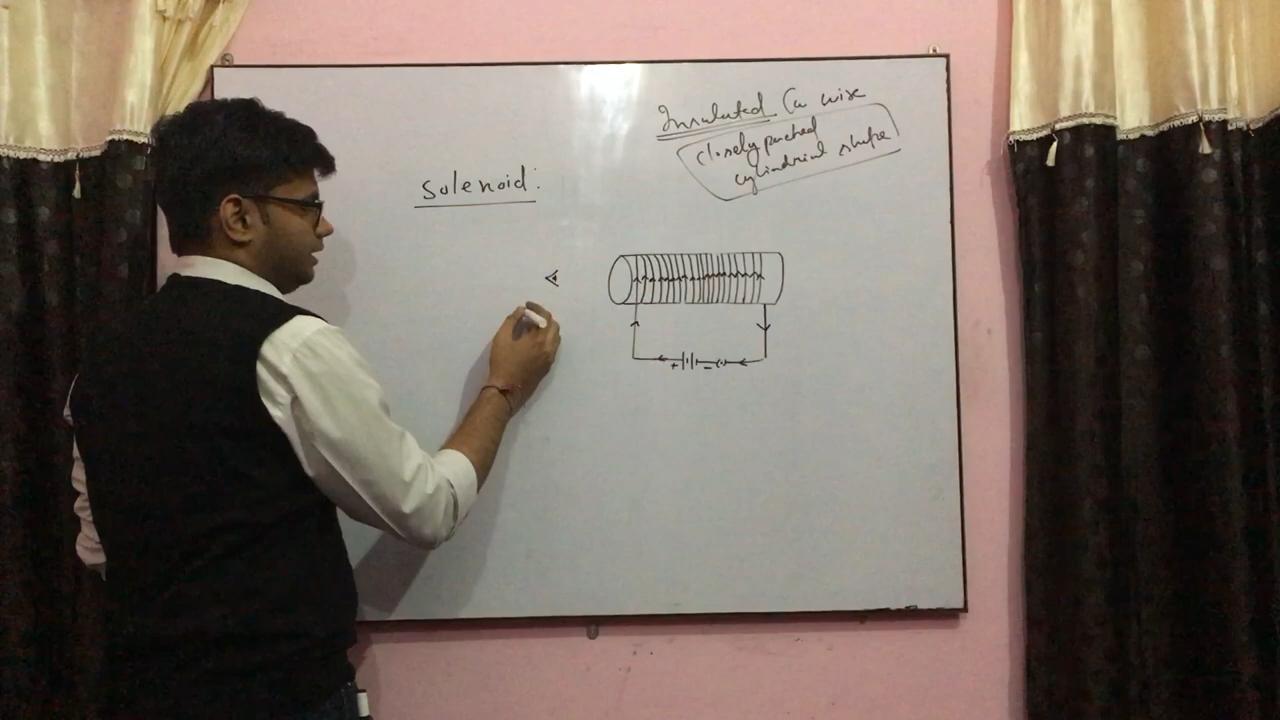 Insulated Cu wire
closely packed
cylindrical shape
Solenoid:
+ -